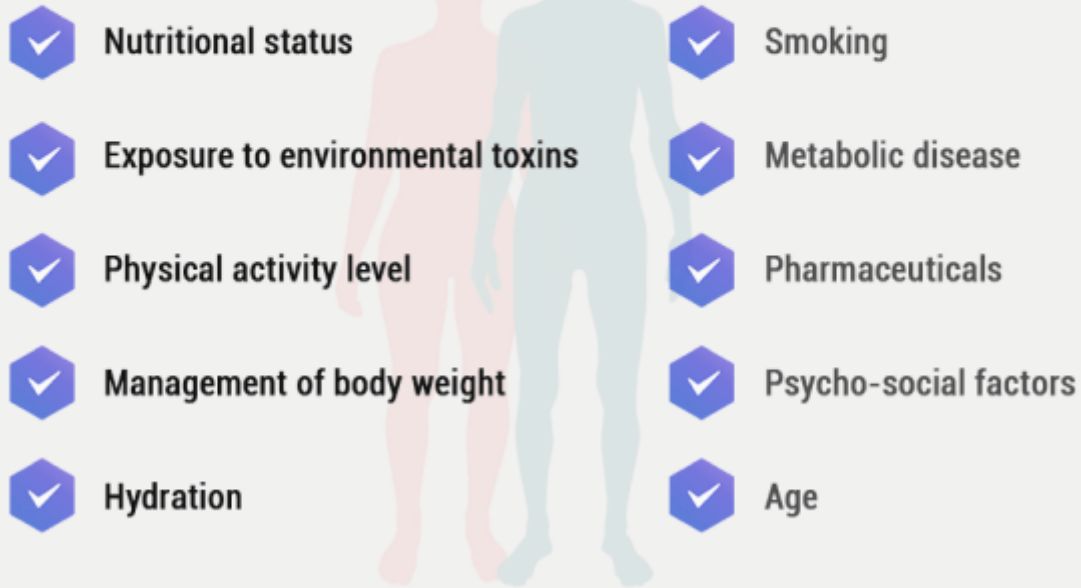 Nutritional status
Exposure to environmental toxins
Physical activity level
Management of body weight
Hydration
Smoking
Metabolic disease
Pharmaceuticals
Psycho-social factors
Age